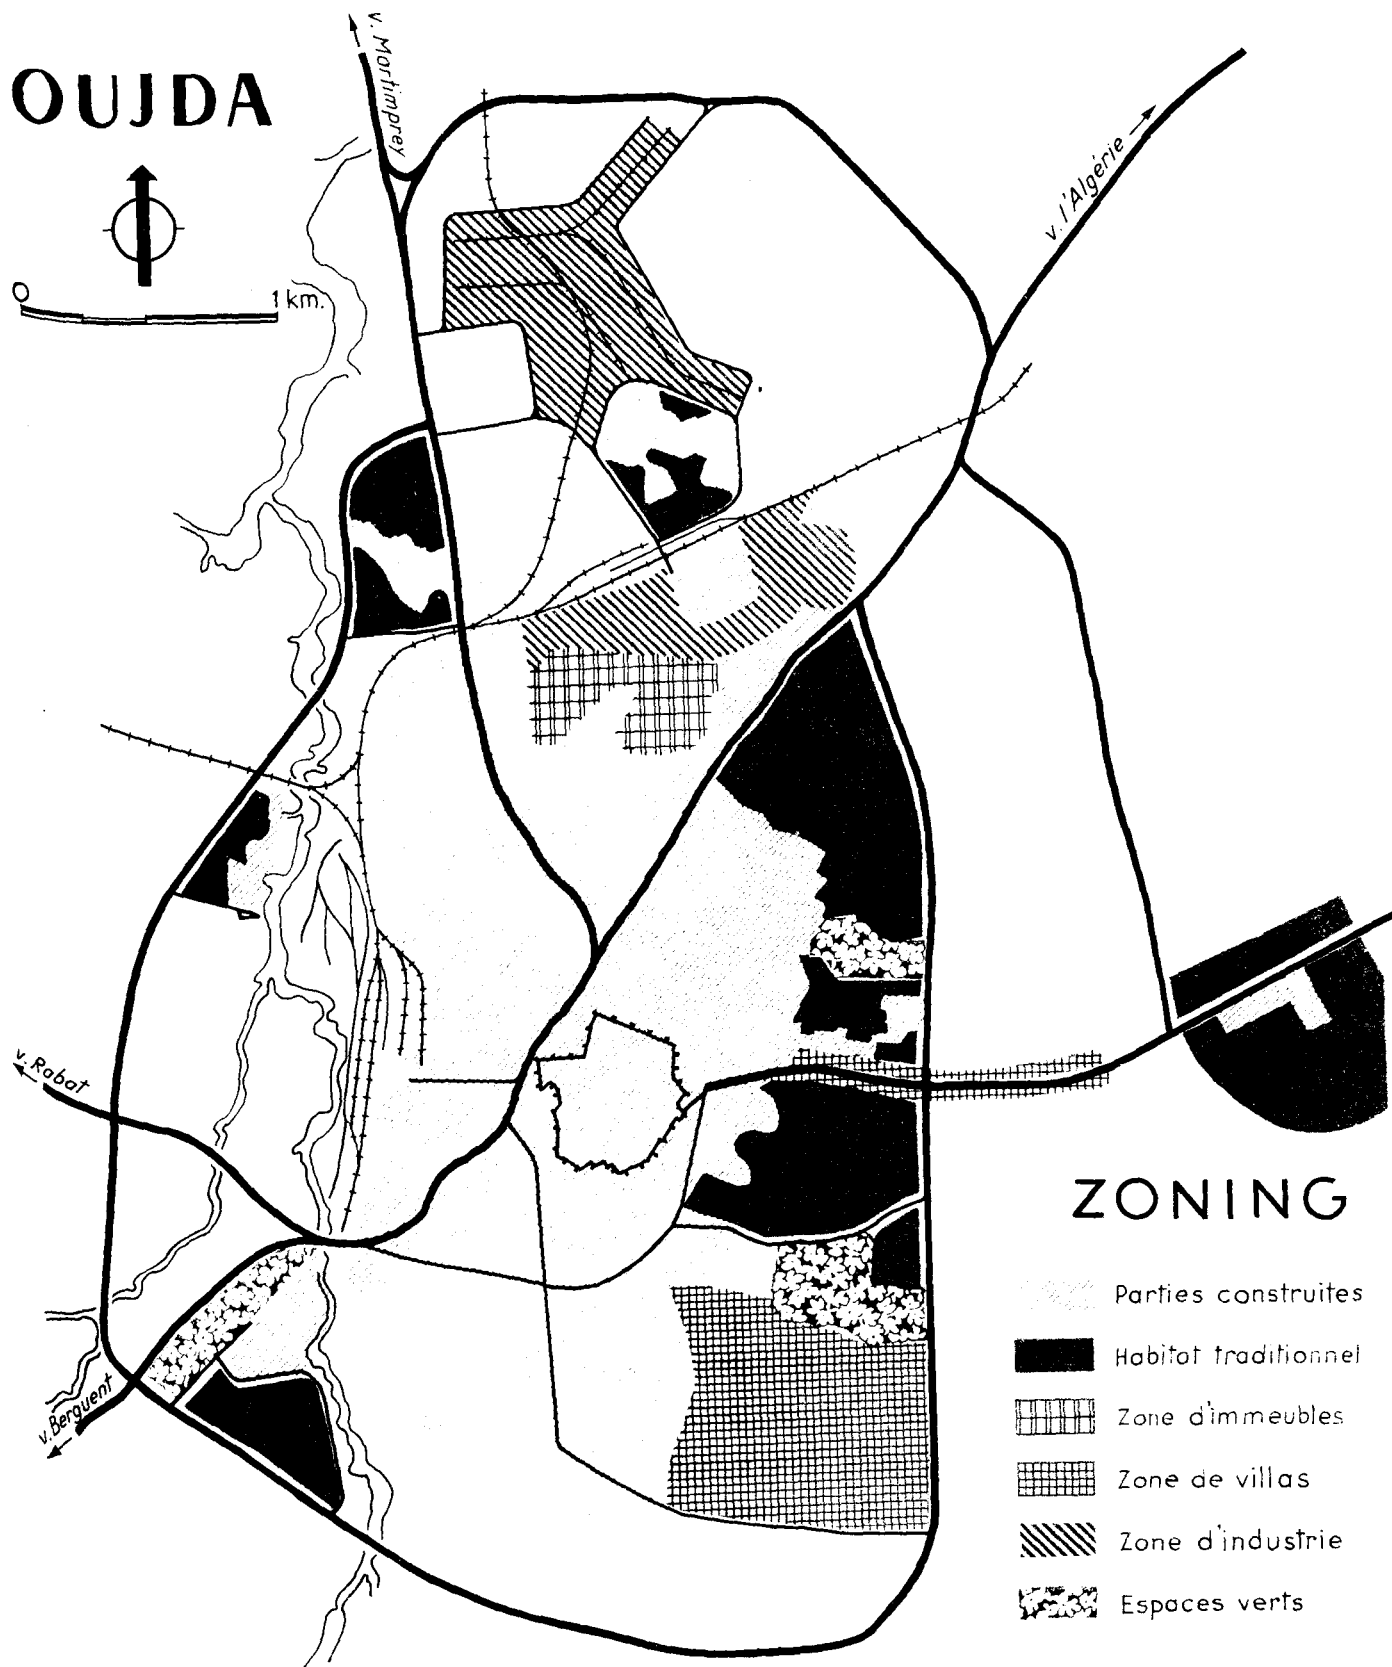 OUJDA
v. Martimprey
v. l'Algérie
0
1 km.
v. Rabat
v. Berguent
ZONING
Parties construites
Habitat traditionnel
Zone d'immeubles
Zone de villas
Zone d'industrie
Espaces verts